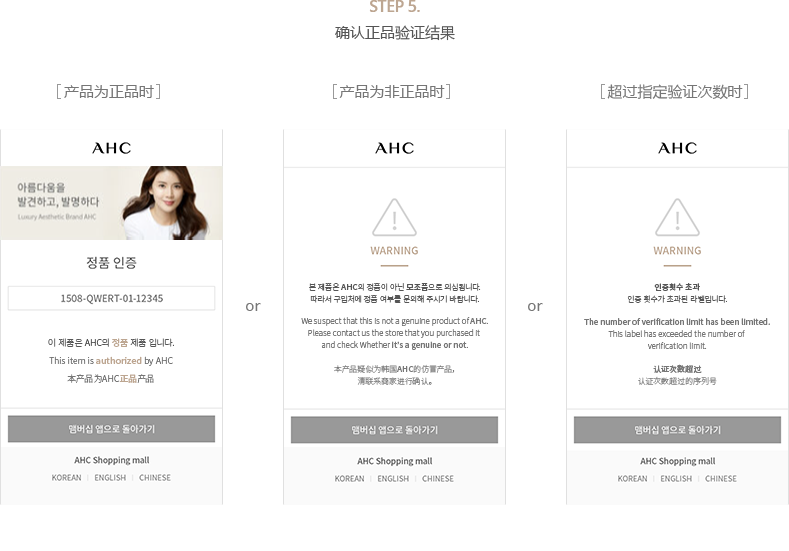 STEP 5.
确认正品验证结果
[ 产品为正品时 ]
AHC
아름다움을
발견하고, 발명하다
Luxury Aesthetic Brand AHC
정품 인증
1508-QWERT-01-12345
이 제품은 AHC의 정품 제품 입니다.
This item is authorized by AHC
本产品为AHC正品产品
맴버십 앱으로 돌아가기
AHC Shopping mall
KOREAN | ENGLISH | CHINESE
or
[ 产品为非正品时 ]
AHC
WARNING
본 제품은 AHC의 정품이 아닌 모조품으로 의심됩니다.
따라서 구입처에 정품 여부를 문의해 주시기 바랍니다.
We suspect that this is not a genuine product of AHC.
Please contact us the store that you purchased it
and check Whether it's a genuine or not.
本产品疑似为韩国AHC的仿冒产品,
请联系商家进行确认。
맴버십 앱으로 돌아가기
AHC Shopping mall
KOREAN | ENGLISH | CHINESE
or
[ 超过指定验证次数时 ]
AHC
WARNING
인증횟수 초과
인증 횟수가 초과된 라벨입니다.
The number of verification limit has been limited.
This label has exceeded the number of
verification limit.
认证次数超过
认证次数超过的序列号
맴버십 앱으로 돌아가기
AHC Shopping mall
KOREAN | ENGLISH | CHINESE